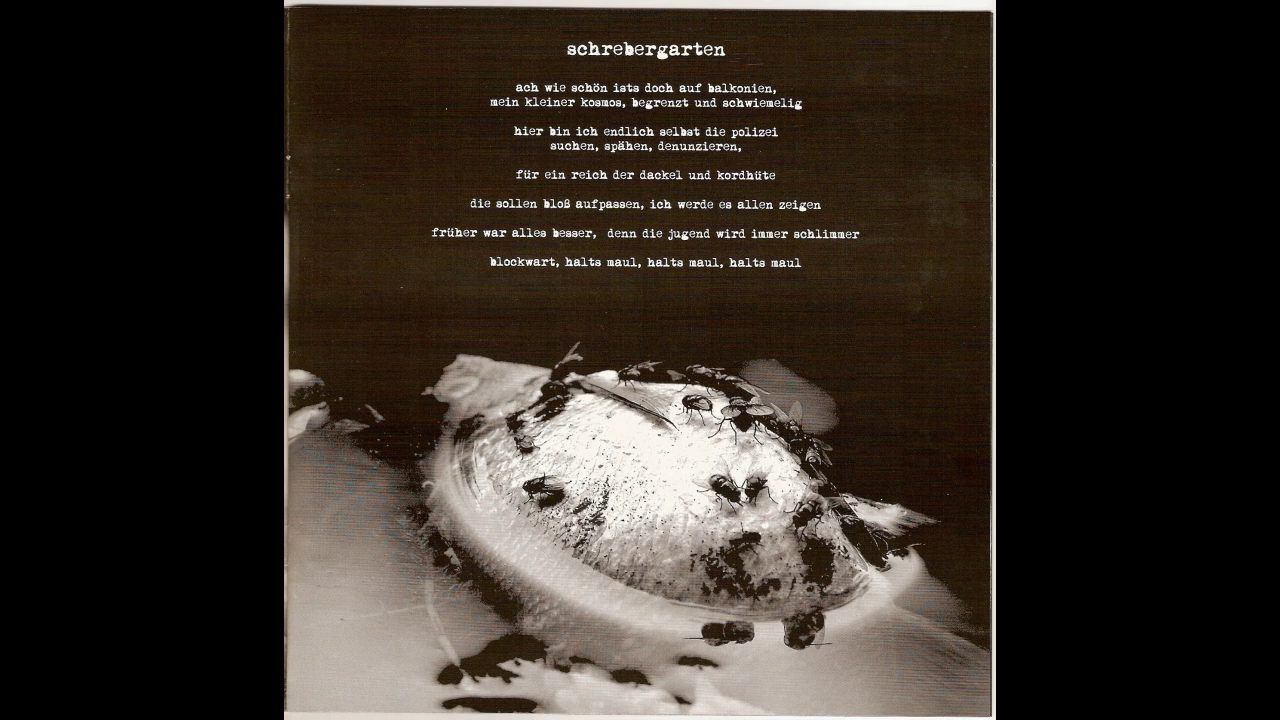 schrebergarten
ach wie schön ists doch auf balkonien,
mein kleiner kosmos, begrenzt und schwiemelig
hier bin ich endlich selbst die polizei
suchen, spähen, denunzieren,
für ein reich der dackel und kordhüte
die sollen bloß aufpassen, ich werde es allen zeigen
früher war alles besser,  denn die jugend wird immer schlimmer
blockwart, halts maul, halts maul, halts maul